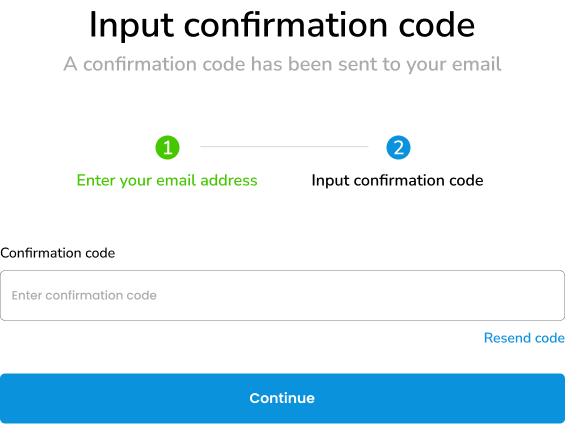 Input confirmation code
A confirmation code has been sent to your email
1 2
Enter your email address Input confirmation code
Confirmation code
Enter confirmation code
Resend code
Continue